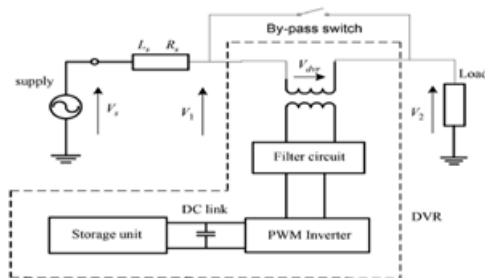 By-pass switch
Ls Rs
supply
Vdvr
Load
Vs
V1
V2
Filter circuit
DC link
DVR
Storage unit
PWM Inverter